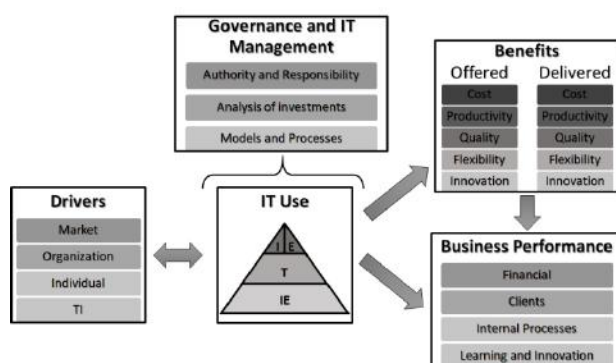 Governance and IT
Management
Authority and Responsibility
Analysis of investments
Models and Processes
Benefits
Offered Delivered
Cost Cost
Productivity Productivity
Quality Quality
Flexibility Flexibility
Innovation Innovation
Drivers
Market
Organization
Individual
TI
IT Use
I E
T
IE
Business Performance
Financial
Clients
Internal Processes
Learning and Innovation